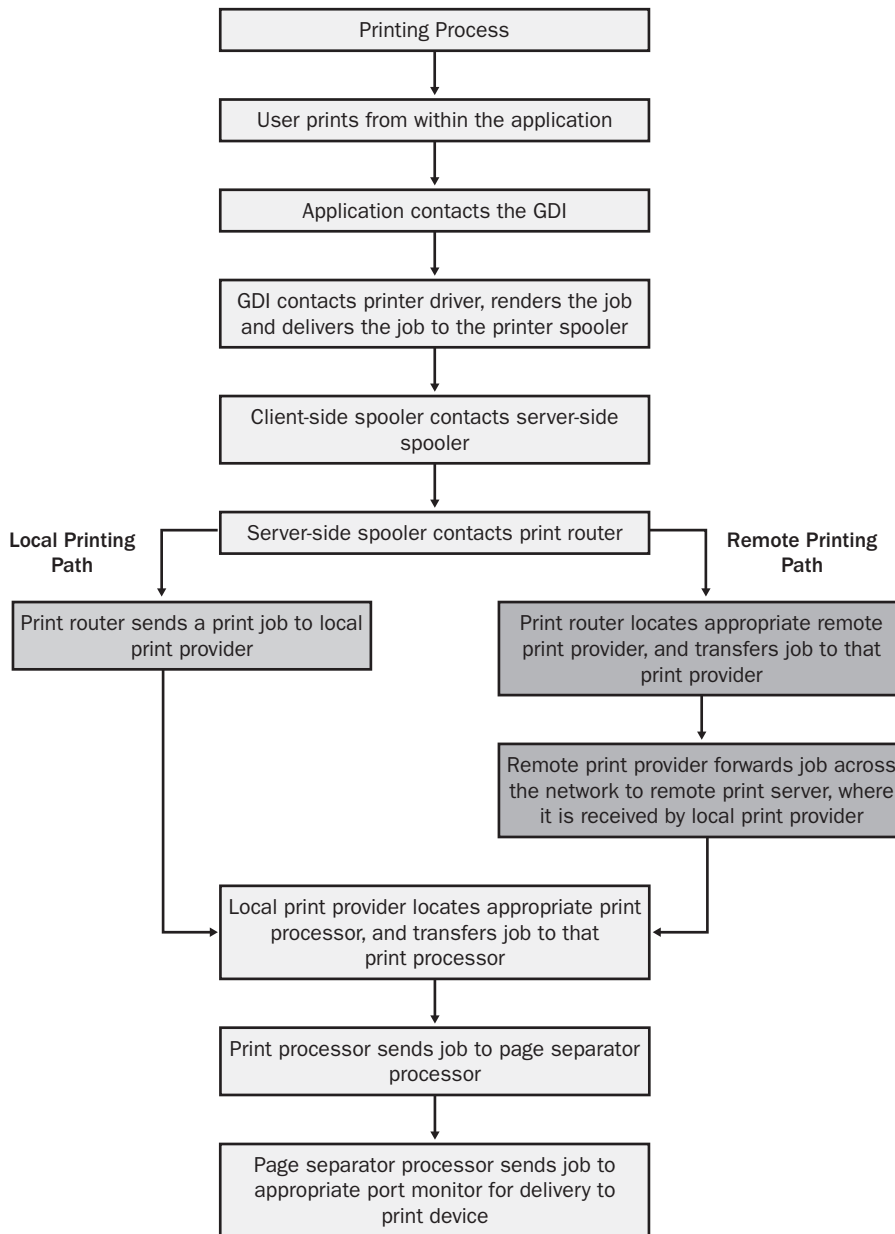 Printing Process
User prints from within the application
Application contacts the GDI
GDI contacts printer driver, renders the job
and delivers the job to the printer spooler
Client-side spooler contacts server-side
spooler
Server-side spooler contacts print router
Local Printing
Path
Remote Printing
Path
Print router sends a print job to local
print provider
Print router locates appropriate remote
print provider, and transfers job to that
print provider
Remote print provider forwards job across
the network to remote print server, where
it is received by local print provider
Local print provider locates appropriate print
processor, and transfers job to that
print processor
Print processor sends job to page separator
processor
Page separator processor sends job to
appropriate port monitor for delivery to
print device